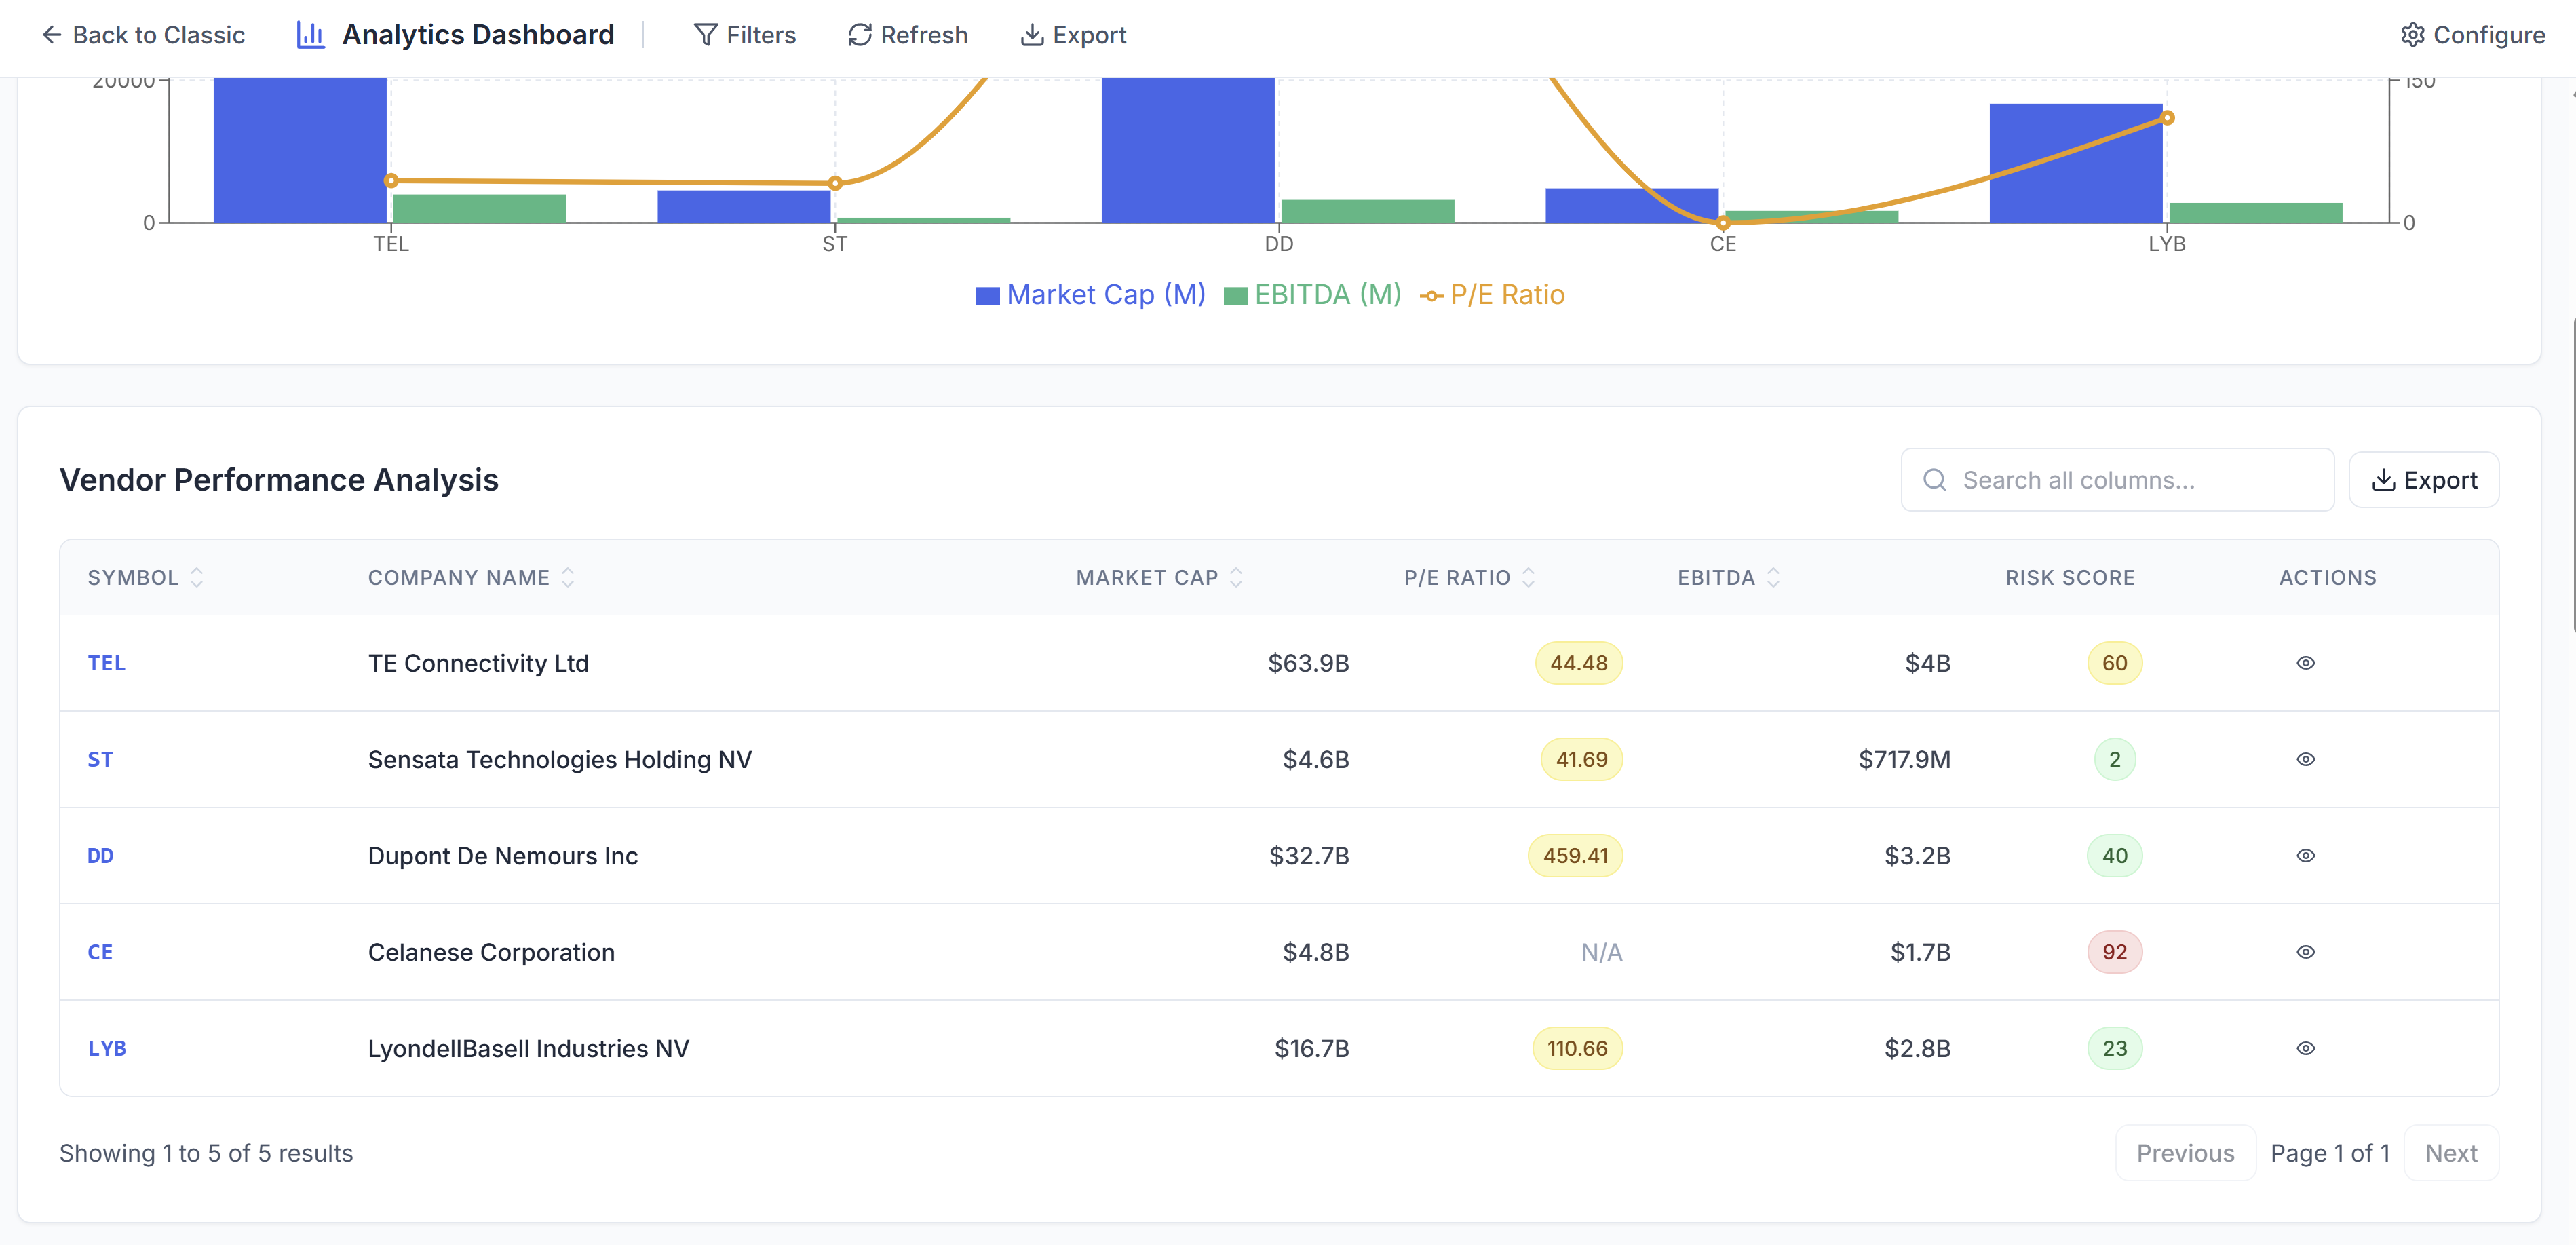 Back to Classic Analytics Dashboard Filters Refresh Export Configure
20000 150
0 0
TEL ST DD CE LYB
Market Cap (M) EBITDA (M) P/E Ratio
Vendor Performance Analysis Search all columns... Export
SYMBOL COMPANY NAME MARKET CAP P/E RATIO EBITDA RISK SCORE ACTIONS
TEL TE Connectivity Ltd $63.9B 44.48 $4B 60
ST Sensata Technologies Holding NV $4.6B 41.69 $717.9M 2
DD Dupont De Nemours Inc $32.7B 459.41 $3.2B 40
CE Celanese Corporation $4.8B N/A $1.7B 92
LYB LyondellBasell Industries NV $16.7B 110.66 $2.8B 23
Showing 1 to 5 of 5 results Previous Page 1 of 1 Next